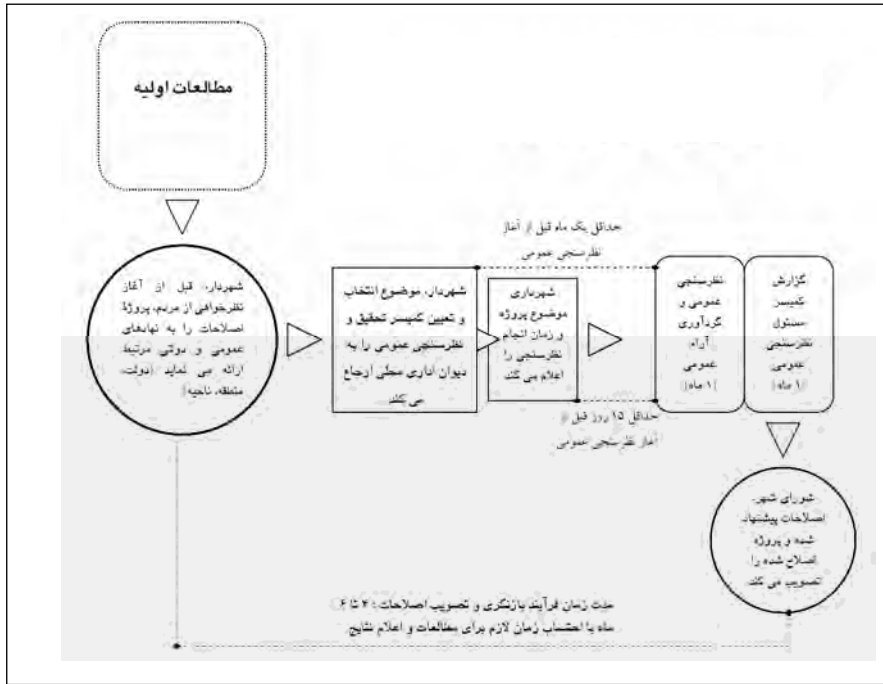 مطالعات اولیه
شهردار، قبل از آغاز
نظرخواهی از مردم، پروژهٔ
اصلاحات را به نهادهای
عمومی و دولتی مرتبط
ارائه می نماید (دولت،
منطقه، ناحیه)
شهردار، موضوع انتخاب
و تعیین کمیسر تحقیق و
نظرسنجی عمومی را به
دیوان اداری محلی ارجاع
می کند
حداقل یک ماه قبل از آغاز
نظرسنجی عمومی
شهرداری
موضوع پروژه
و زمان انجام
نظرسنجی را
اعلام می کند
حداقل ۱۵ روز قبل از
آغاز نظرسنجی عمومی
نظرسنجی
عمومی و
گردآوری
آراء
عمومی
(۱ ماه)
گزارش
کمیسر
مسئول
نظرسنجی
عمومی
(۱ ماه)
شورای شهر،
اصلاحات پیشنهاد
شده و پروژه
اصلاح شده را
تصویب می کند
مدت زمان فرآیند بازنگری و تصویب اصلاحات: ۴ تا ۶
ماه با احتساب زمان لازم برای مطالعات و اعلام نتایج